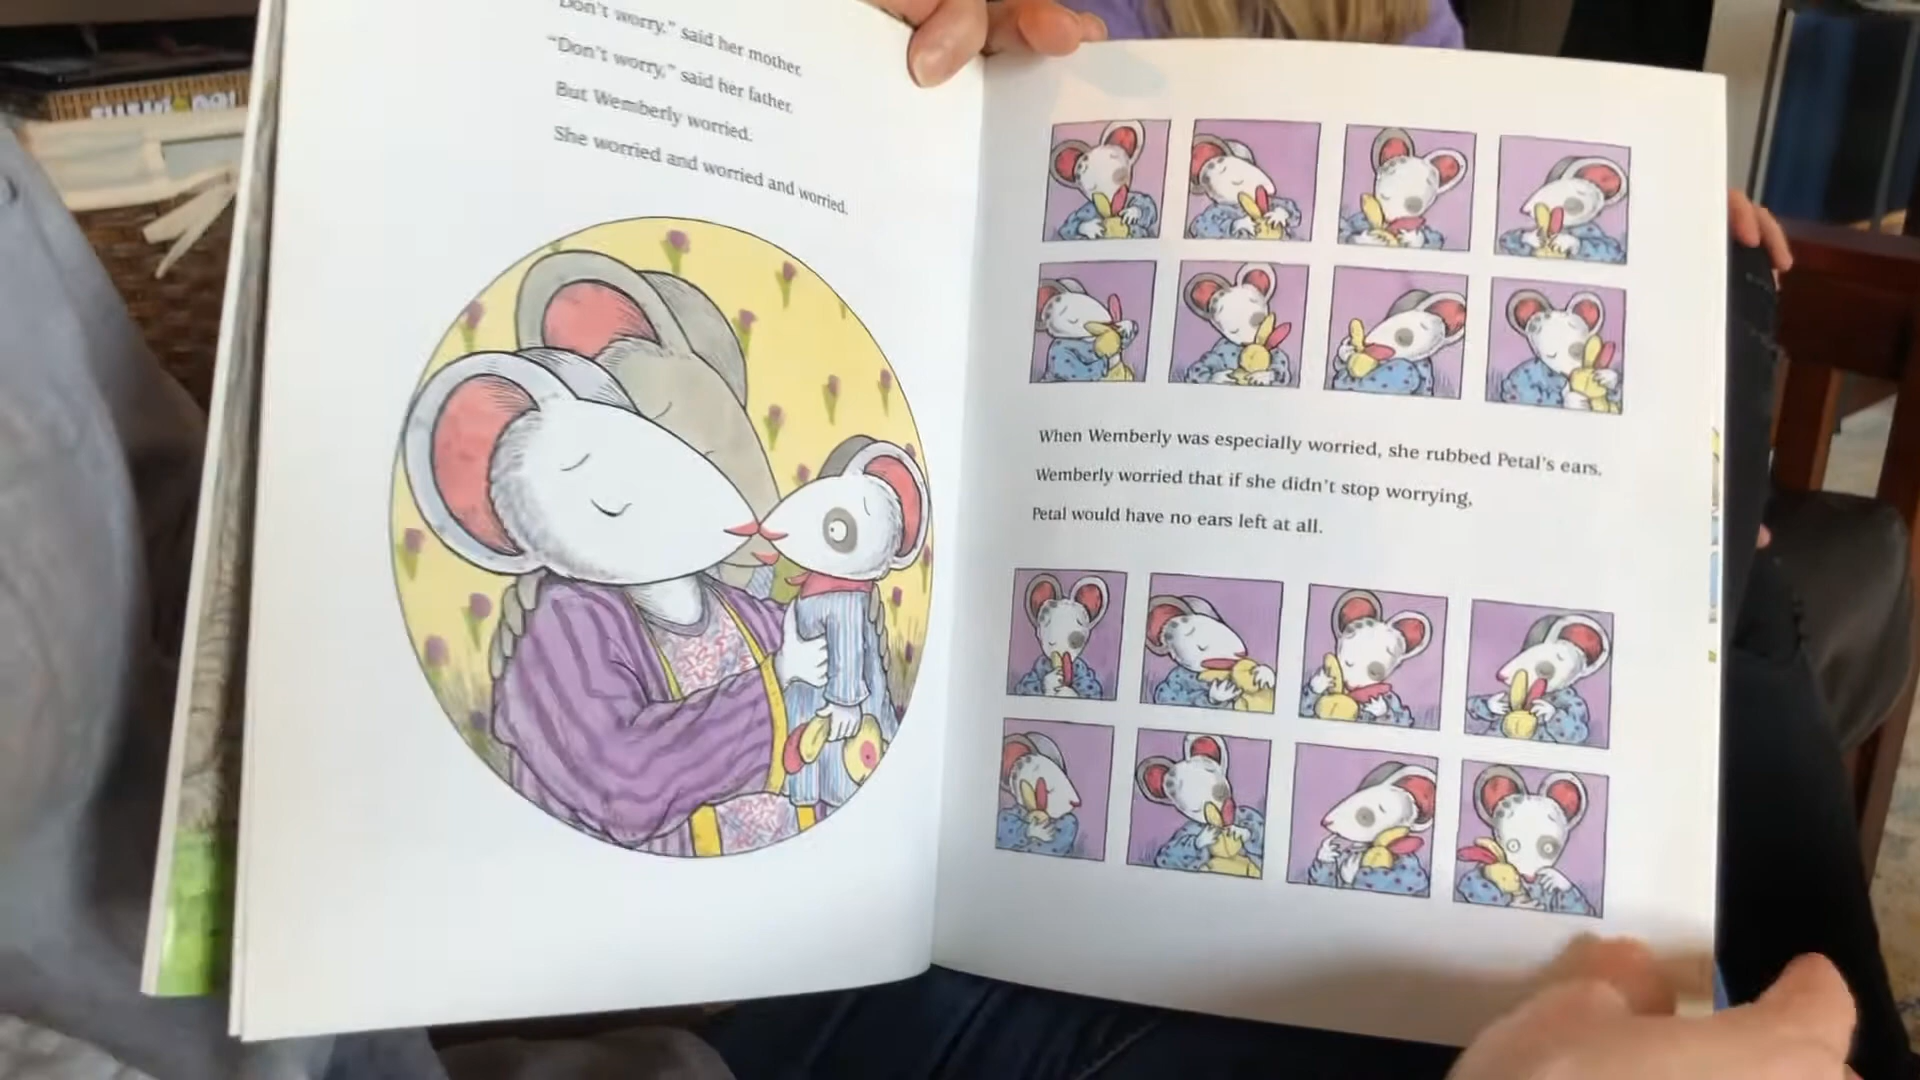 "Don't worry," said her mother.
"Don't worry," said her father.
But Wemberly worried.
She worried and worried and worried.
When Wemberly was especially worried, she rubbed Petal's ears.
Wemberly worried that if she didn't stop worrying,
Petal would have no ears left at all.